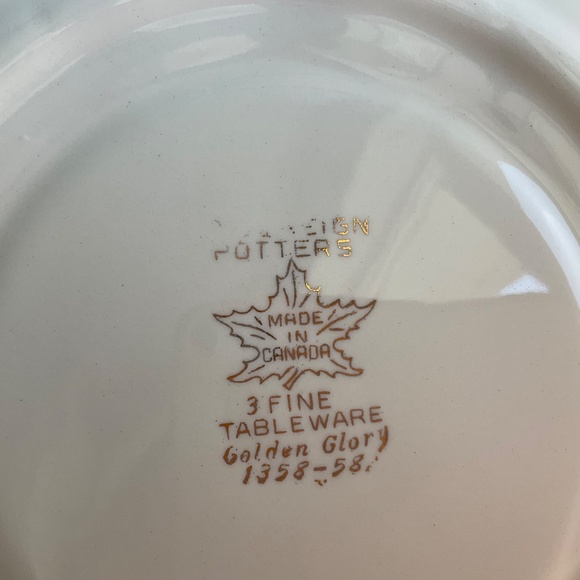 POTTERS
MADE
IN
CANADA
3 FINE
TABLEWARE
Golden Glory
1358-58.